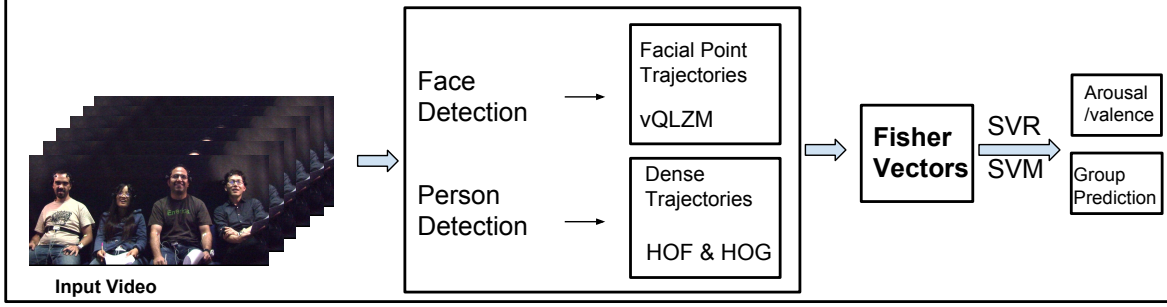 Input Video
Face
Detection
Facial Point
Trajectories
vQLZM
Person
Detection
Dense
Trajectories
HOF & HOG
Fisher
Vectors
SVR
SVM
Arousal
/valence
Group
Prediction